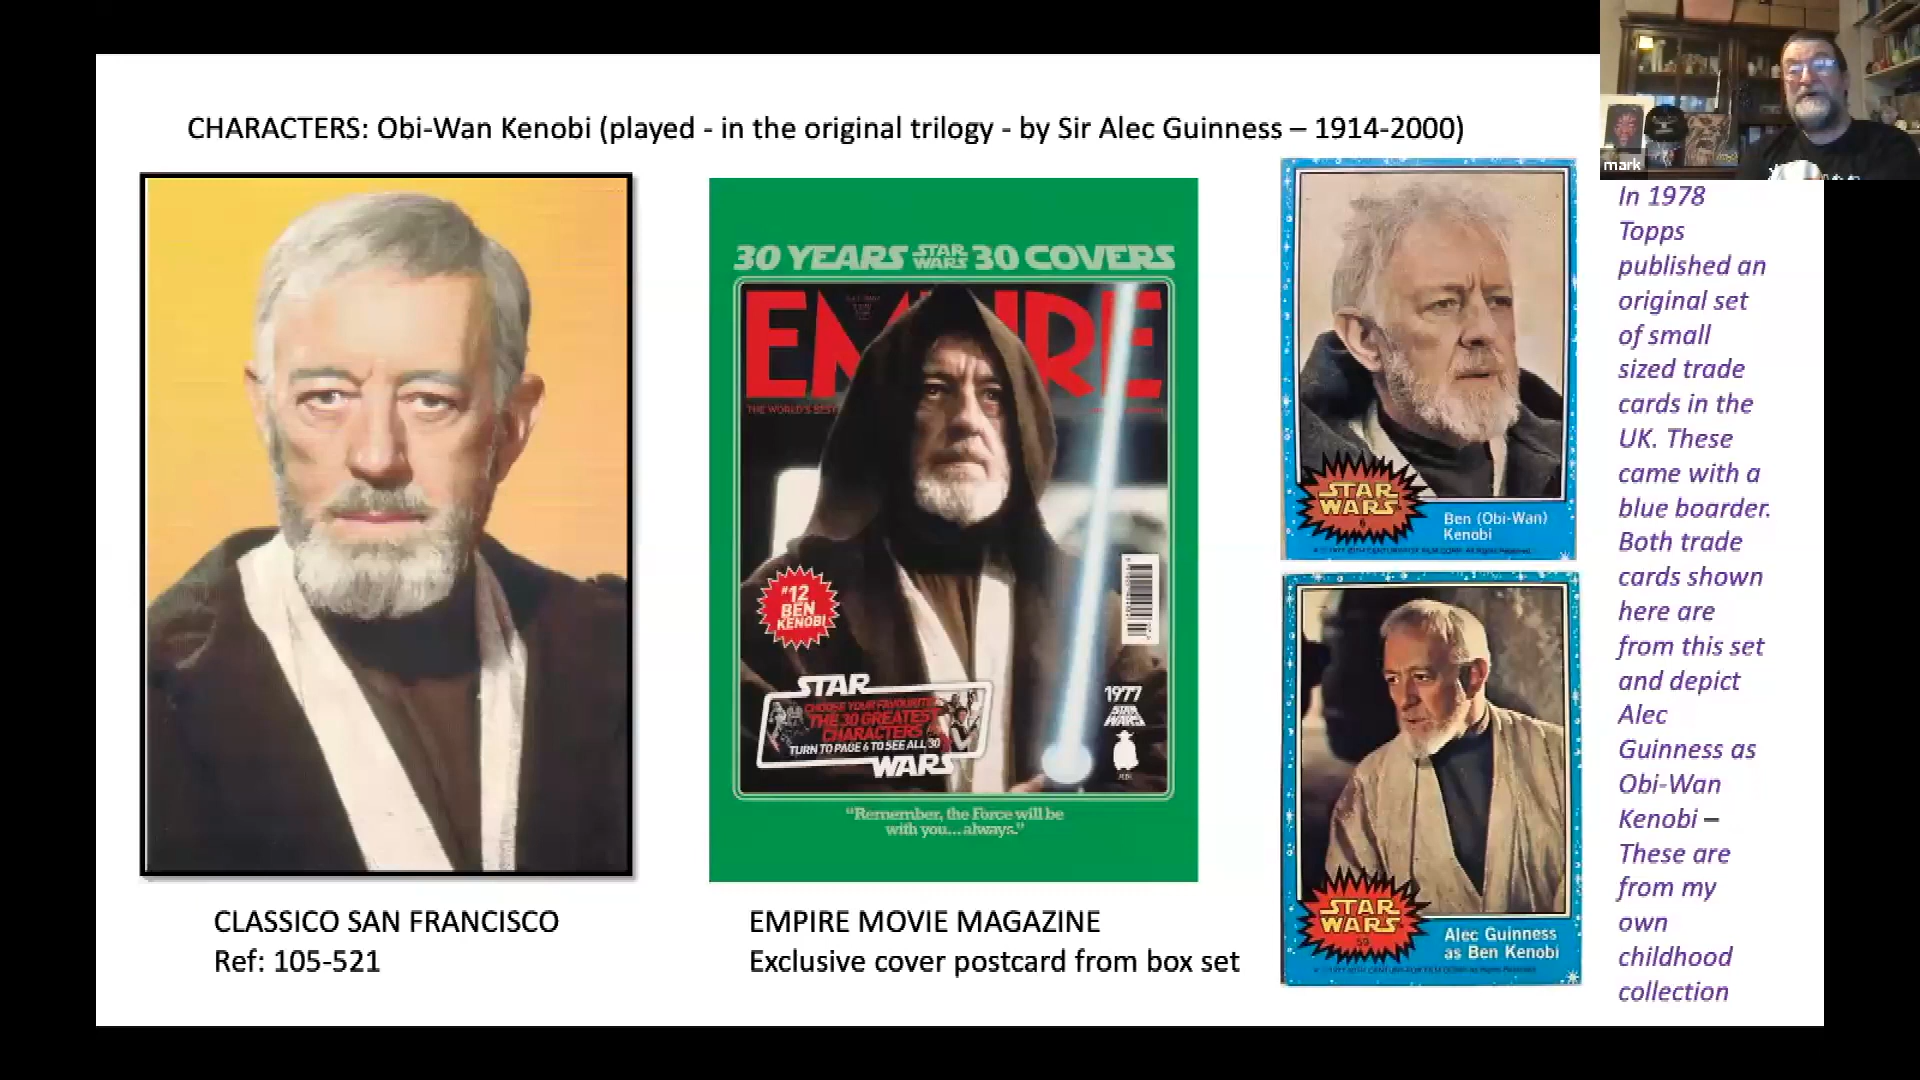 CHARACTERS: Obi-Wan Kenobi (played - in the original trilogy - by Sir Alec Guinness – 1914-2000)
mark
30 YEARS STAR WARS 30 COVERS
EMPIRE
THE WORLD'S BEST
#12
BEN
KENOBI
STAR
CHOOSE YOUR FAVOURITE
THE 30 GREATEST
CHARACTERS
TURN TO PAGE 6 TO SEE ALL 30
WARS
1977
STAR
WARS
"Remember, the Force will be
with you...always."
CLASSICO SAN FRANCISCO
Ref: 105-521
EMPIRE MOVIE MAGAZINE
Exclusive cover postcard from box set
STAR
WARS
6
Ben (Obi-Wan)
Kenobi
STAR
WARS
59
Alec Guinness
as Ben Kenobi
In 1978
Topps
published an
original set
of small
sized trade
cards in the
UK. These
came with a
blue boarder.
Both trade
cards shown
here are
from this set
and depict
Alec
Guinness as
Obi-Wan
Kenobi –
These are
from my
own
childhood
collection